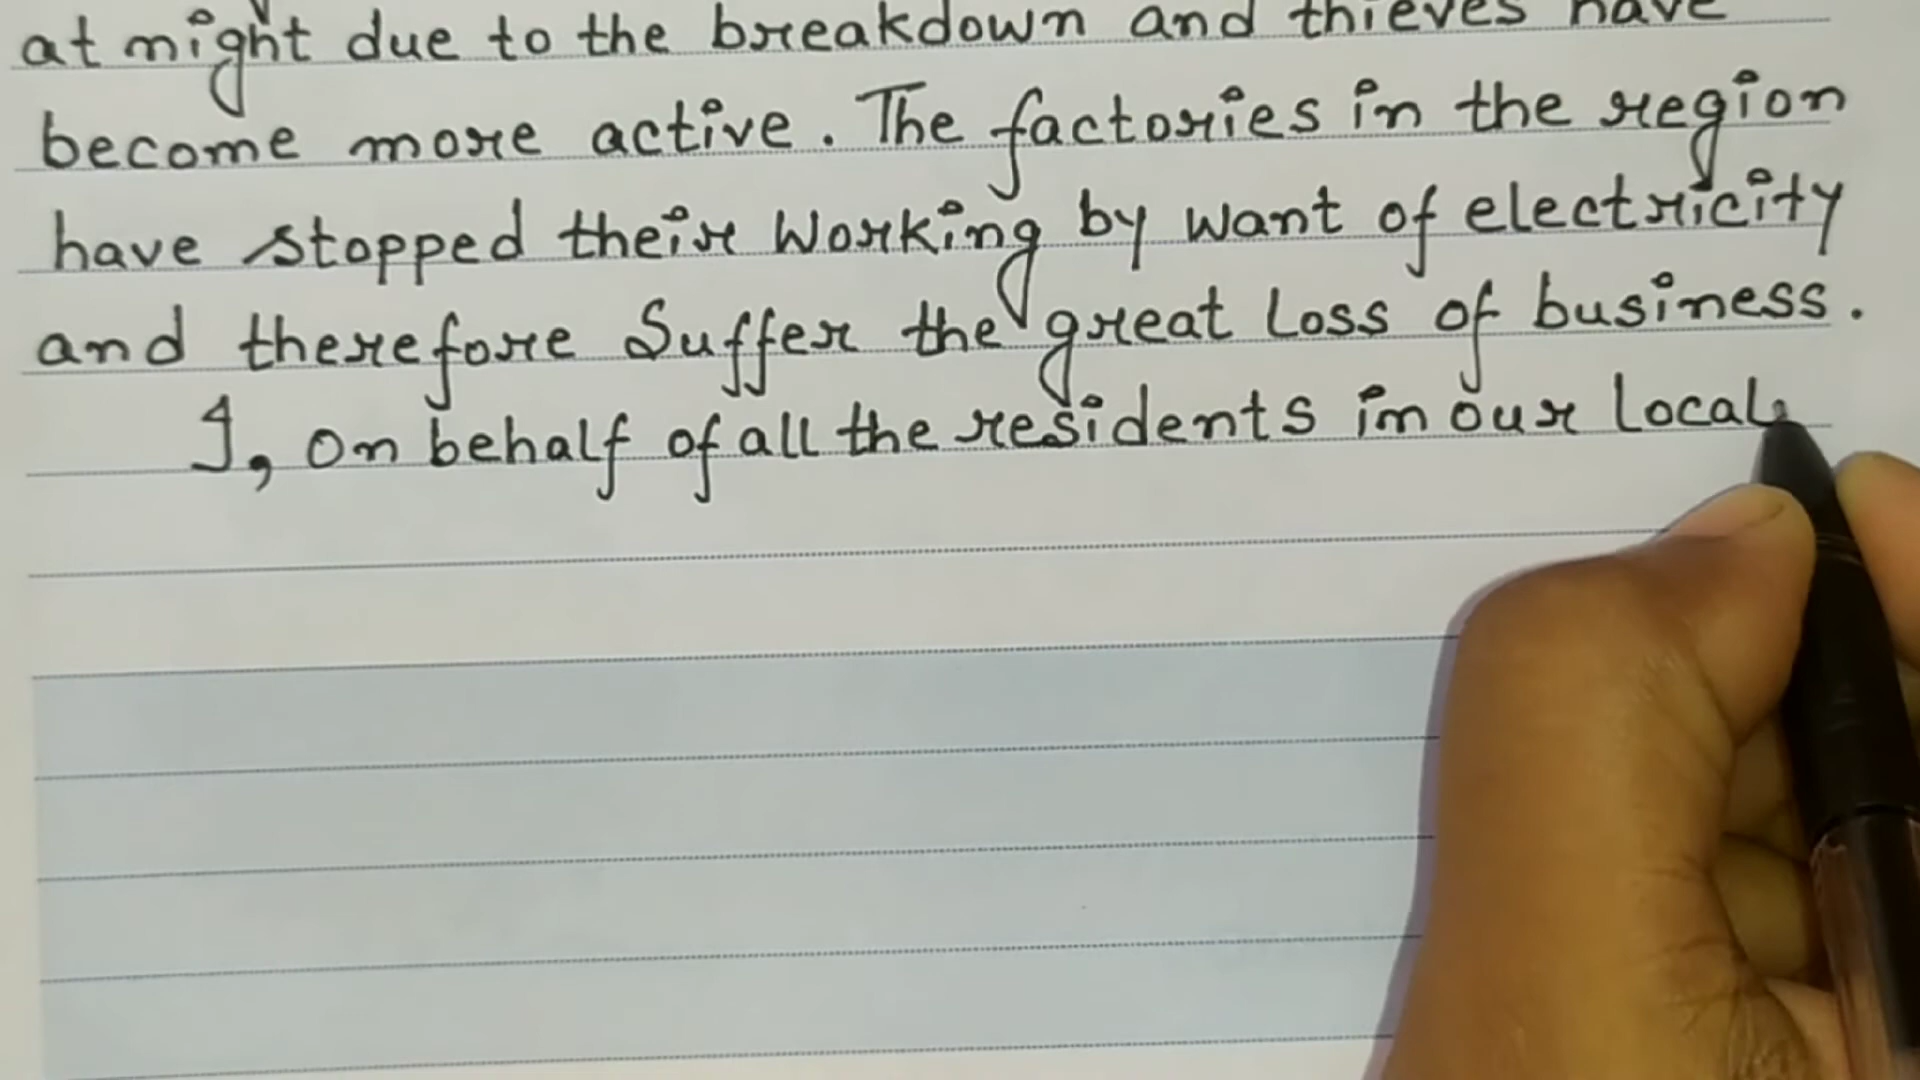 at night due to the breakdown and thieves have
become more active. The factories in the region
have stopped their Working by want of electricity
and therefore Suffer the great Loss of business.
I, on behalf of all the residents in our Local